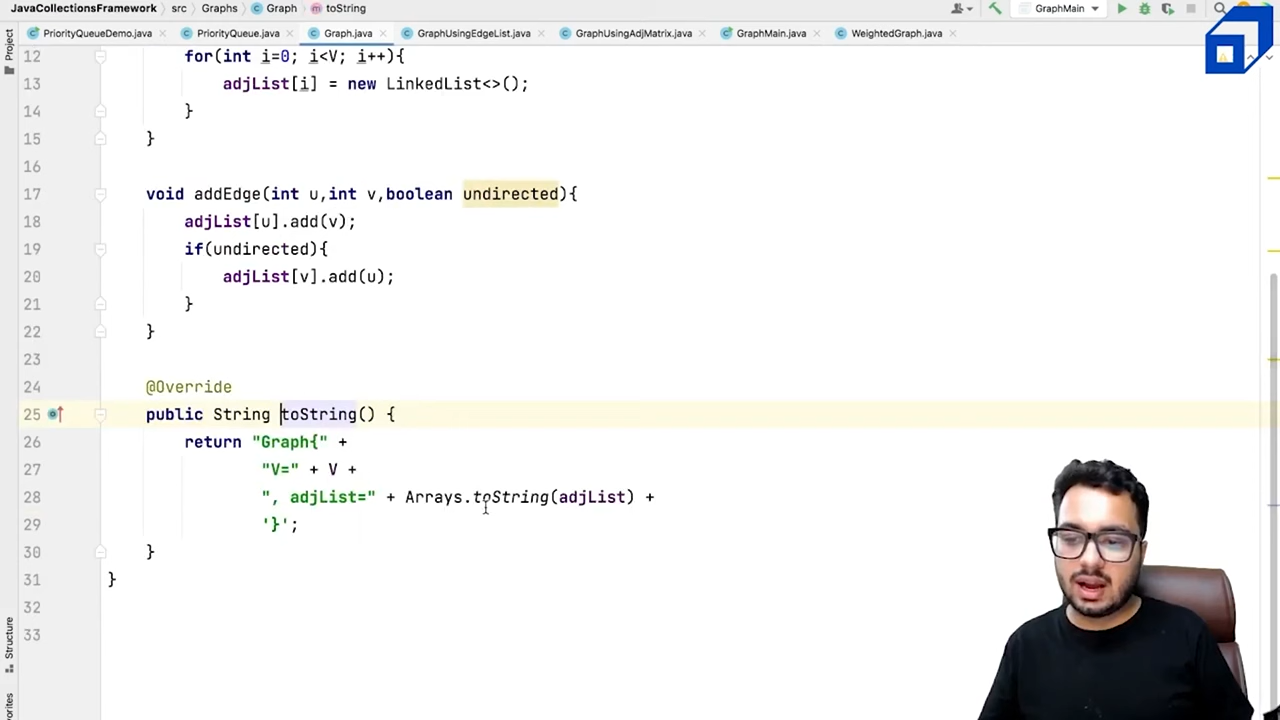 JavaCollectionsFramework src Graphs Graph toString
GraphMain
PriorityQueueDemo.java PriorityQueue.java Graph.java GraphUsingEdgeList.java GraphUsingAdjMatrix.java GraphMain.java WeightedGraph.java
Project
12 for(int i=0; i<V; i++){
13 adjList[i] = new LinkedList<>();
14 }
15 }
16
17 void addEdge(int u,int v,boolean undirected){
18 adjList[u].add(v);
19 if(undirected){
20 adjList[v].add(u);
21 }
22 }
23
24 @Override
25 public String toString() {
26 return "Graph{" +
27 "V=" + V +
28 ", adjList=" + Arrays.toString(adjList) +
29 '}';
30 }
31 }
32
33
Structure